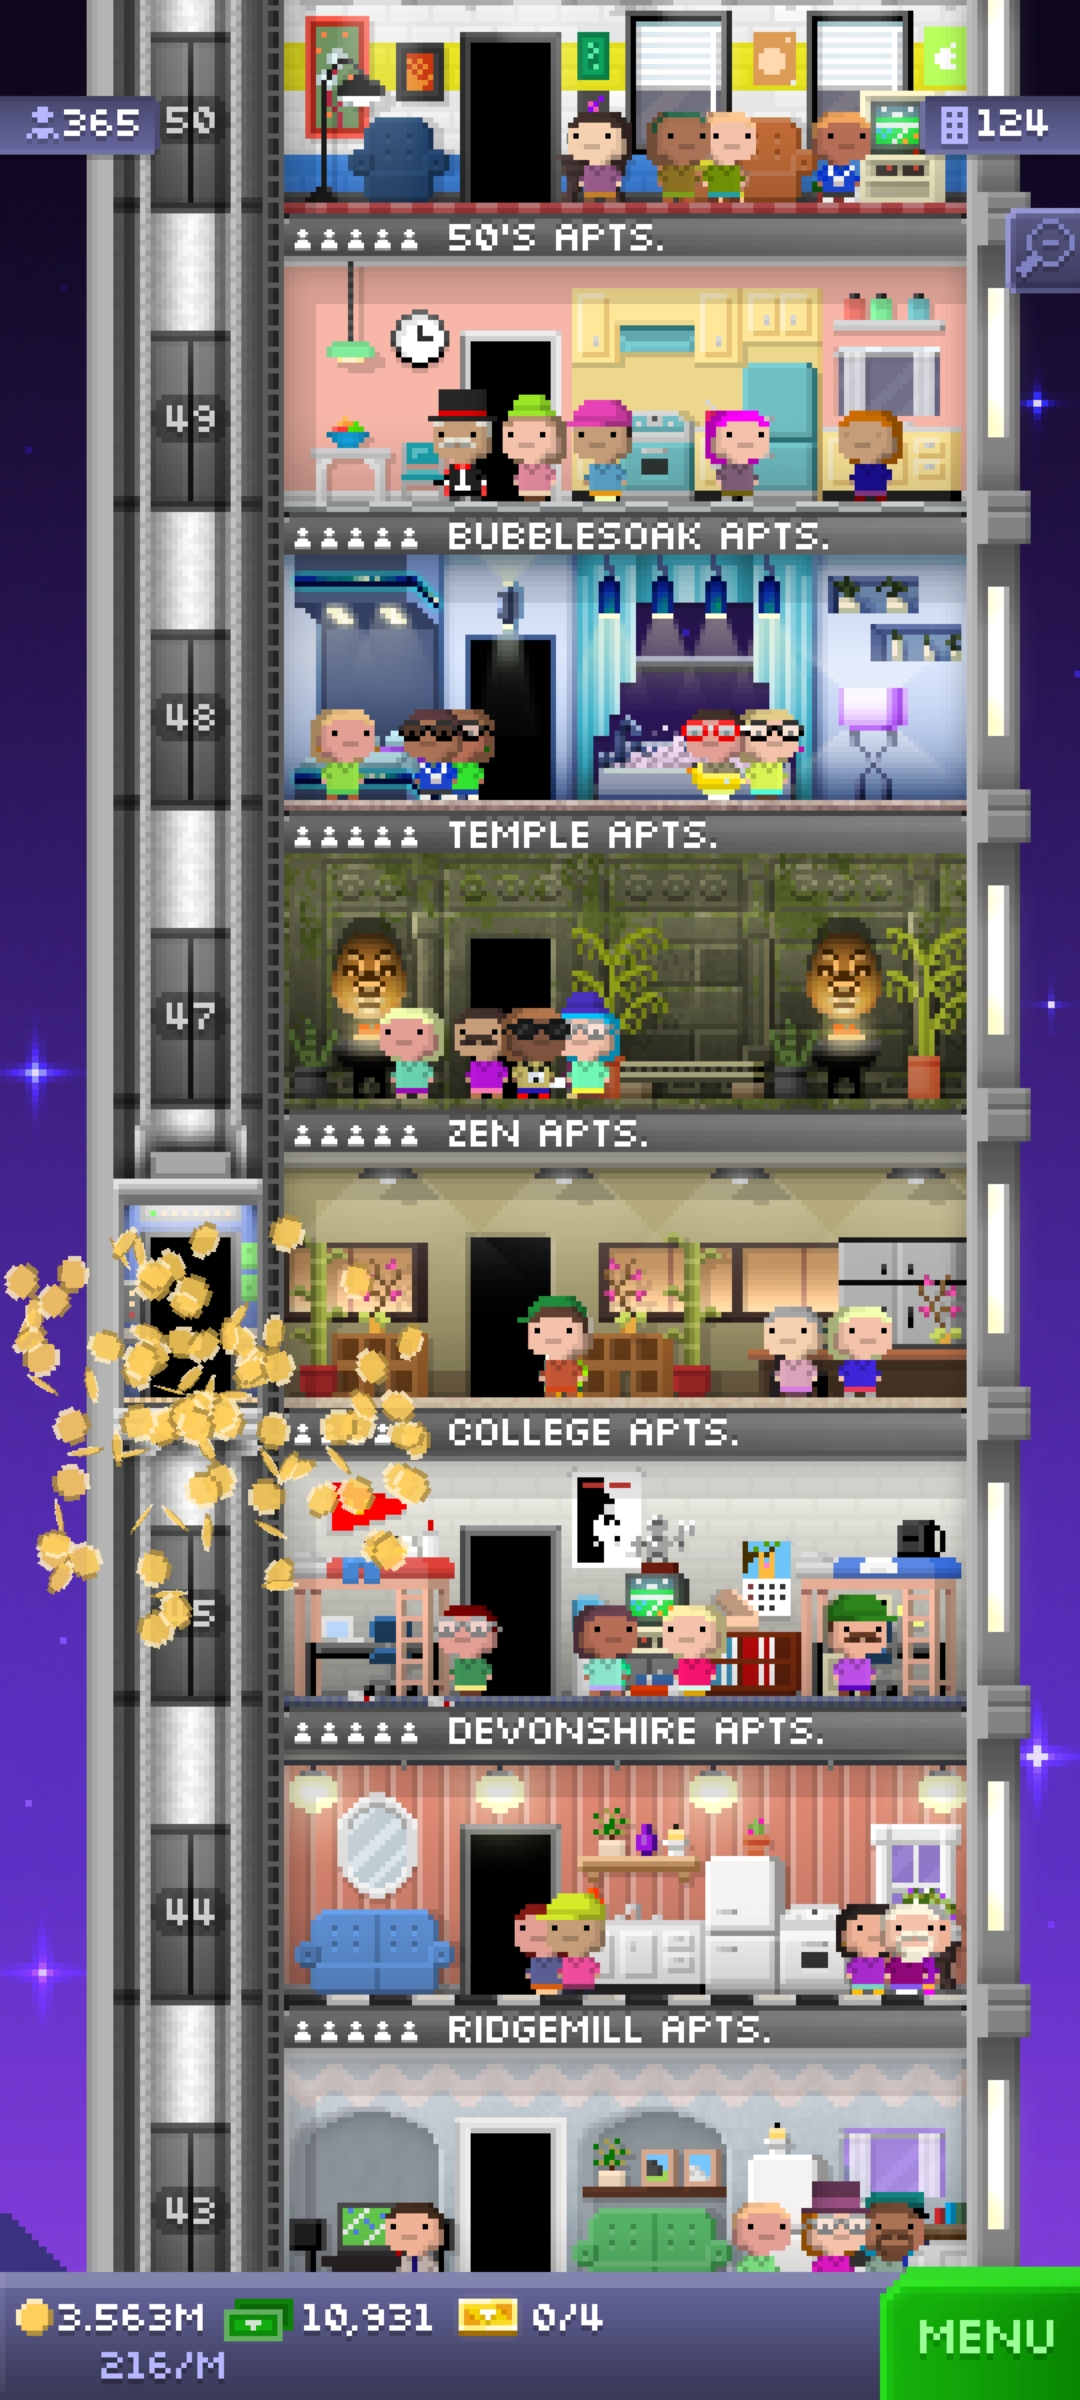 50
365
124
50'S APTS.
49
BUBBLESOAK APTS.
48
TEMPLE APTS.
47
ZEN APTS.
COLLEGE APTS.
5
DEVONSHIRE APTS.
44
RIDGEMILL APTS.
43
3.563M 10,931 0/4
216/M
MENU